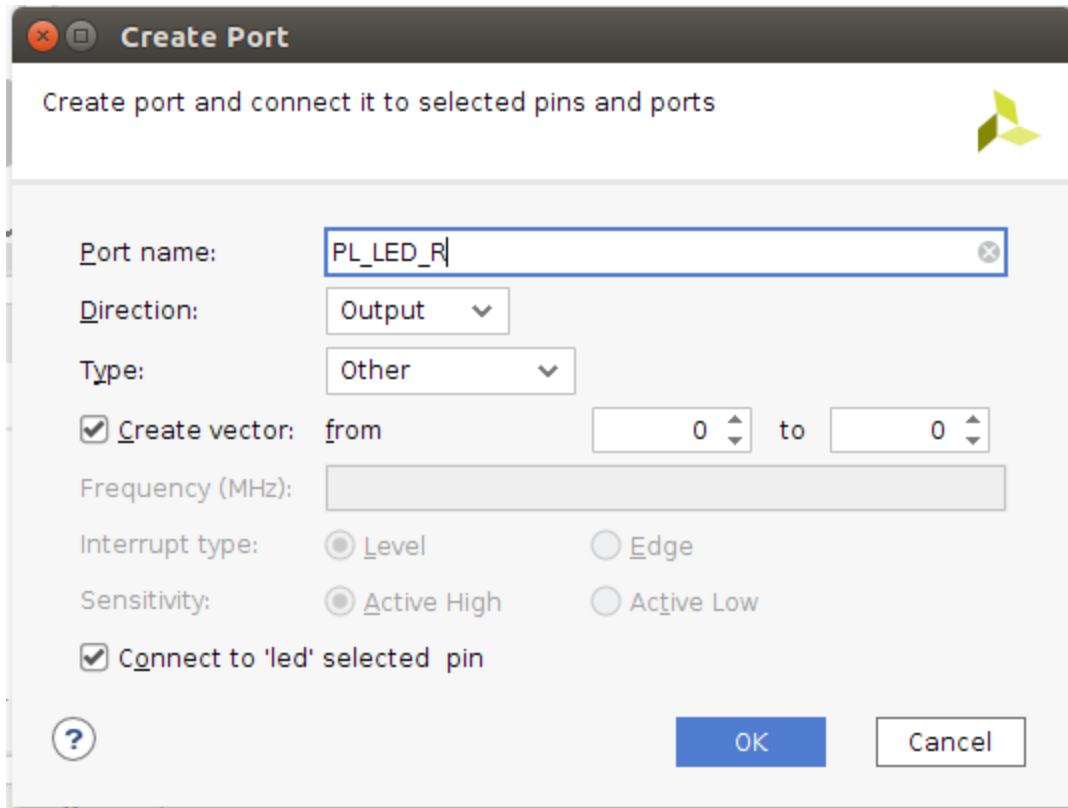 Create Port
Create port and connect it to selected pins and ports
Port name: PL_LED_R
Direction: Output
Type: Other
Create vector: from 0 to 0
Frequency (MHz):
Interrupt type: Level Edge
Sensitivity: Active High Active Low
Connect to 'led' selected pin
? OK Cancel